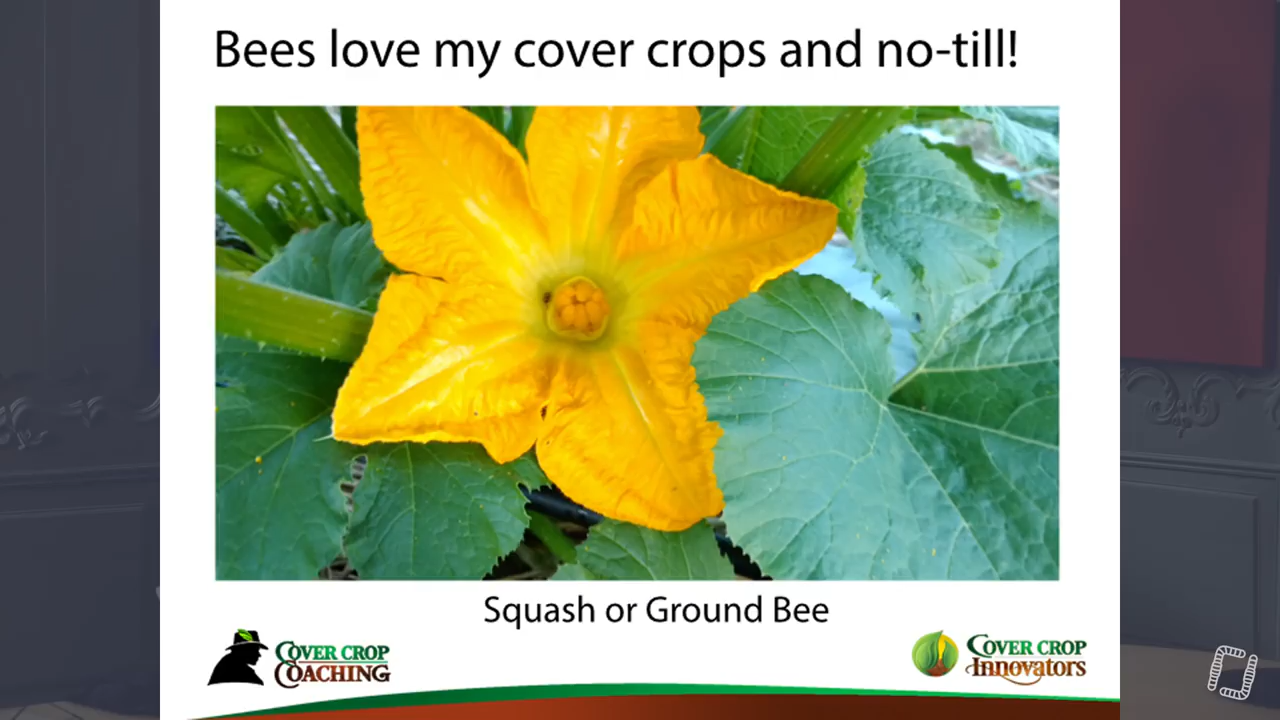 Bees love my cover crops and no-till!
Squash or Ground Bee
COVER CROP
COACHING
COVER CROP
Innovators